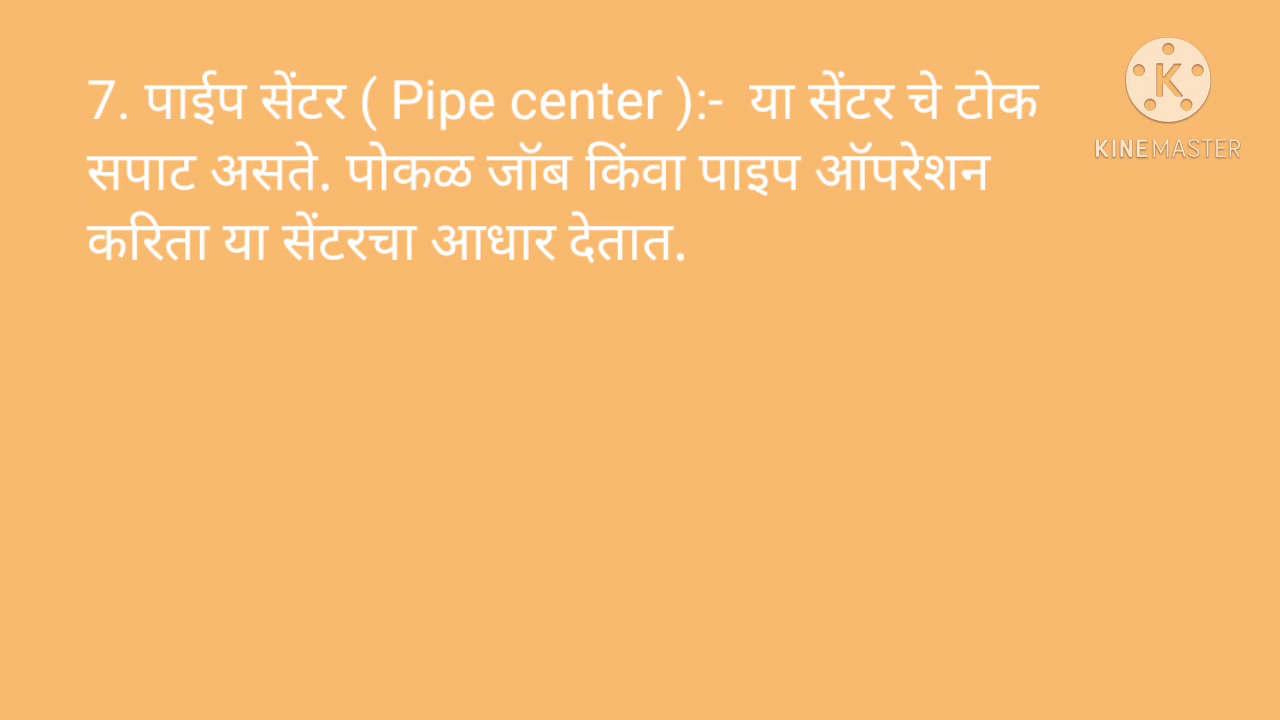 7. पाईप सेंटर ( Pipe center ):- या सेंटर चे टोक
सपाट असते. पोकळ जॉब किंवा पाइप ऑपरेशन
करिता या सेंटरचा आधार देतात.
K
KINEMASTER